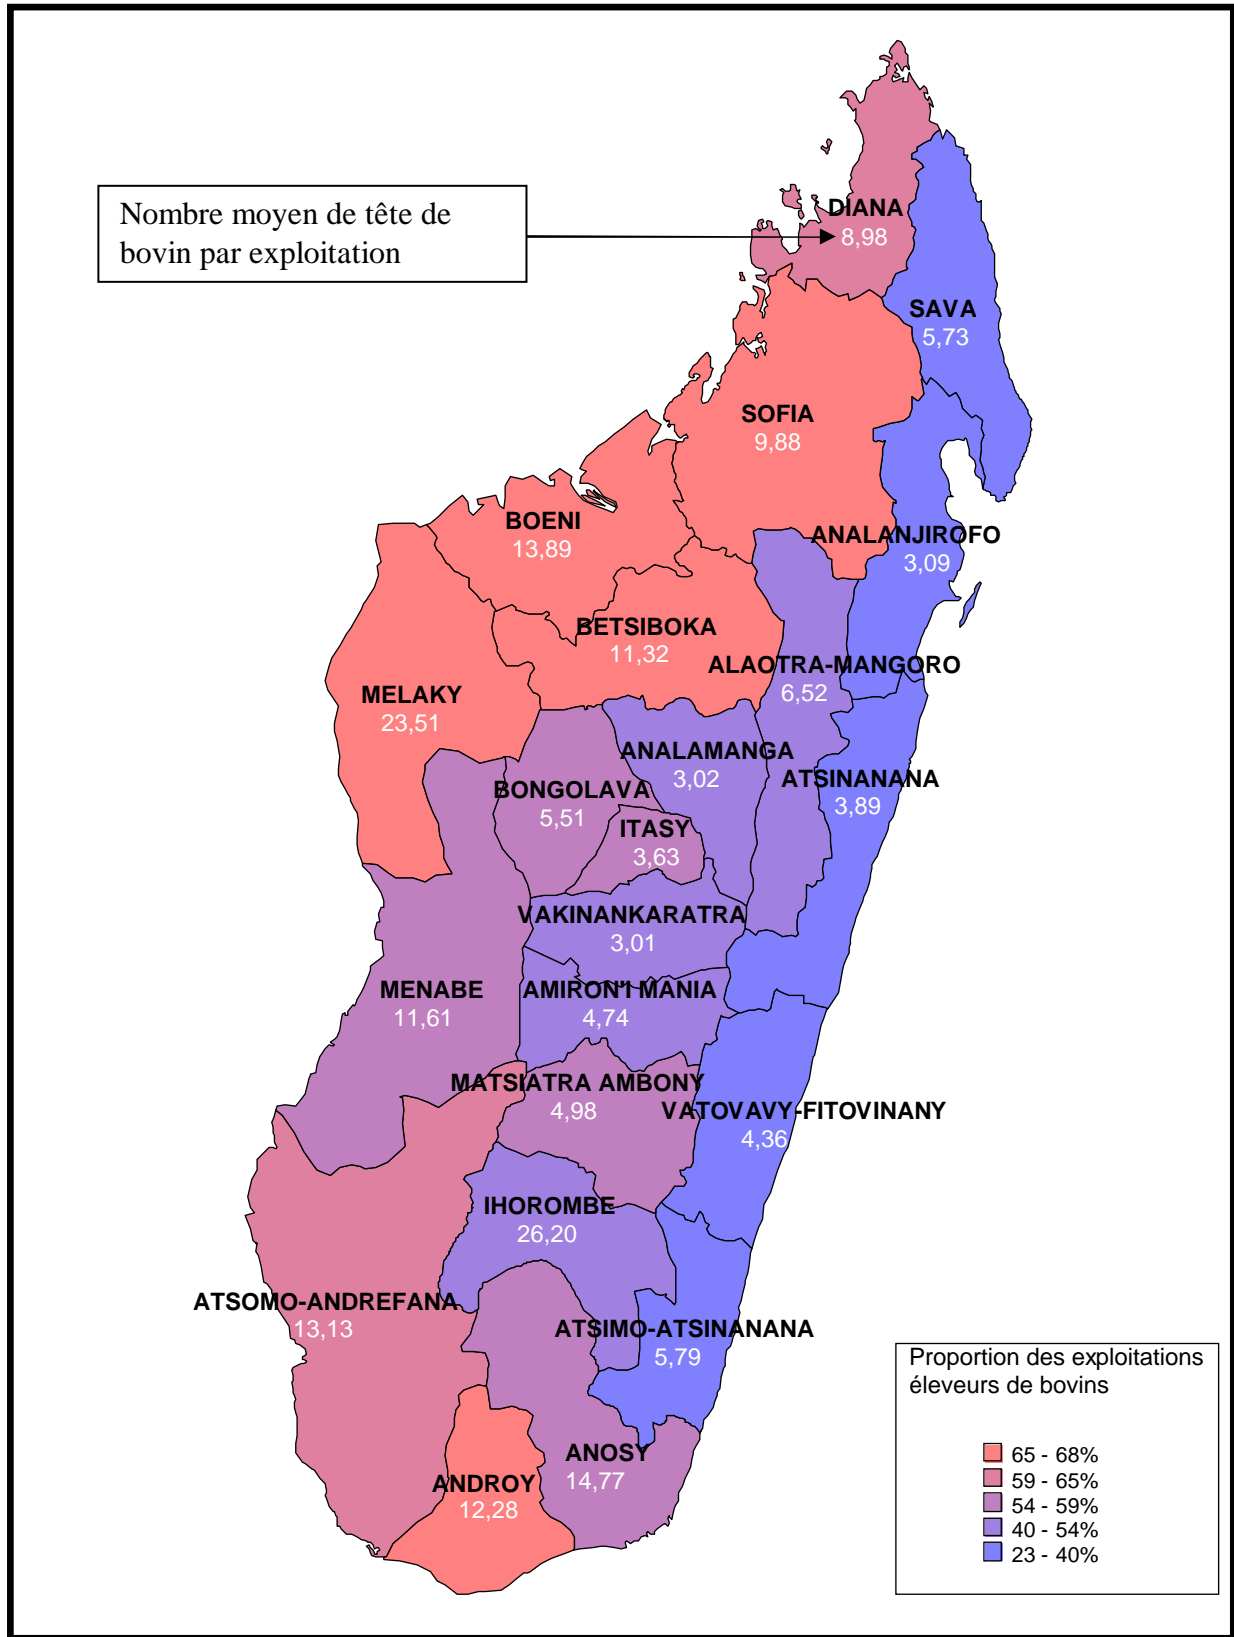 Nombre moyen de tête de
bovin par exploitation
DIANA
8,98
SAVA
5,73
SOFIA
9,88
BOENI
13,89
ANALANJIROFO
3,09
BETSIBOKA
11,32
ALAOTRA-MANGORO
6,52
MELAKY
23,51
ANALAMANGA
3,02
ATSINANANA
3,89
BONGOLAVA
5,51
ITASY
3,63
VAKINANKARATRA
3,01
MENABE
11,61
AMIRON'I MANIA
4,74
MATSIATRA AMBONY
4,98
VATOVAVY-FITOVINANY
4,36
IHOROMBE
26,20
ATSOMO-ANDREFANA
13,13
ATSIMO-ATSINANANA
5,79
ANOSY
14,77
ANDROY
12,28
Proportion des exploitations
éleveurs de bovins
65 - 68%
59 - 65%
54 - 59%
40 - 54%
23 - 40%